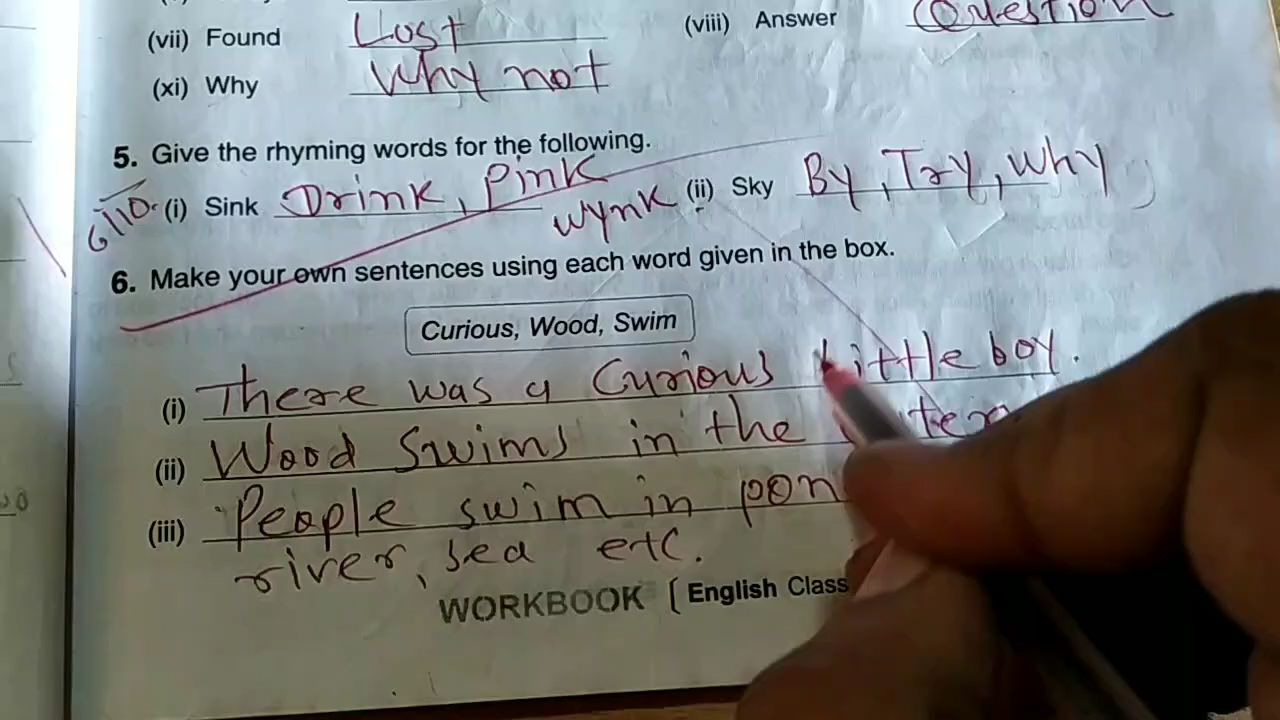 (vii) Found Lost (viii) Answer Question
(xi) Why Why not
5. Give the rhyming words for the following.
(i) Sink Drink, Pink wynk (ii) Sky By, Try, Why
6. Make your own sentences using each word given in the box.
Curious, Wood, Swim
(i) There was a Curious little boy.
(ii) Wood Swims in the
(iii) People swim in
river, sea etc.
WORKBOOK [ English Class